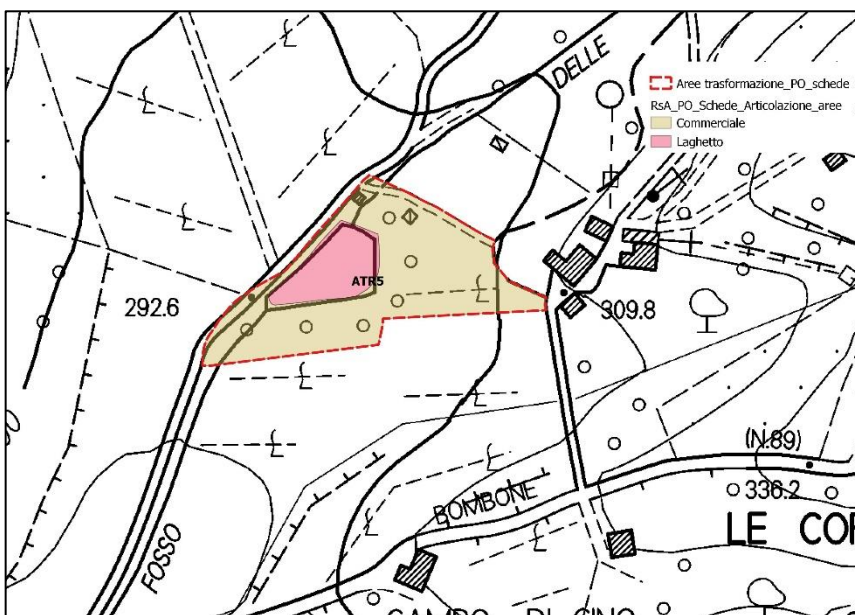 DELLE
Aree trasformazione_PO_schede
RsA_PO_Schede_Articolazione_aree
Commerciale
Laghetto
ATR5
292.6
309.8
(N.89)
336.2
BOMBONE
LE COR
FOSSO
CAMPO DI CINO